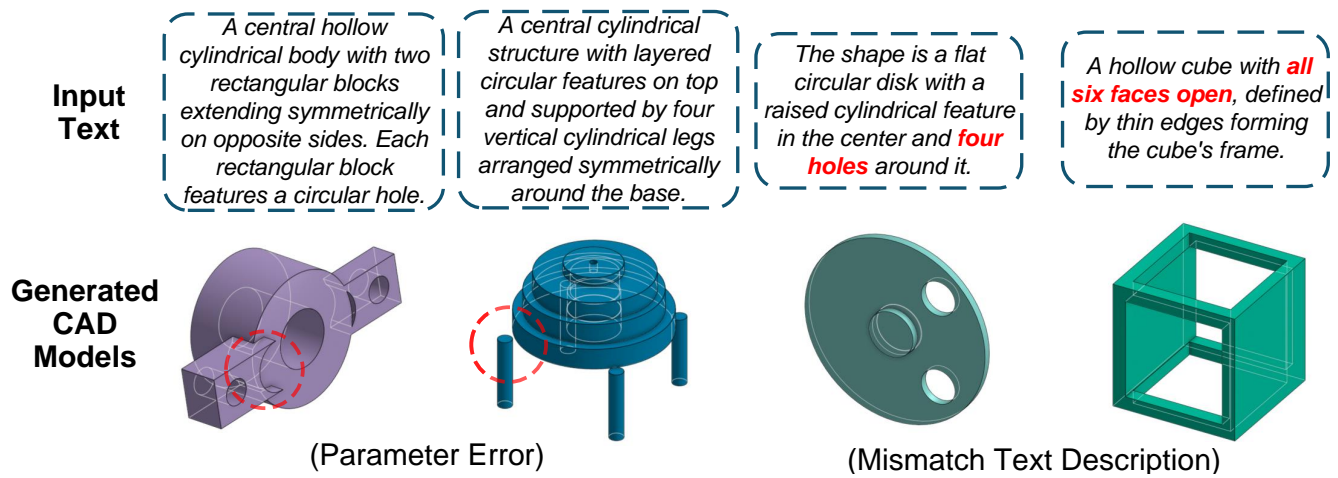 Input
Text
A central hollow
cylindrical body with two
rectangular blocks
extending symmetrically
on opposite sides. Each
rectangular block
features a circular hole.
A central cylindrical
structure with layered
circular features on top
and supported by four
vertical cylindrical legs
arranged symmetrically
around the base.
The shape is a flat
circular disk with a
raised cylindrical feature
in the center and four
holes around it.
A hollow cube with all
six faces open, defined
by thin edges forming
the cube's frame.
Generated
CAD
Models
(Parameter Error)
(Mismatch Text Description)